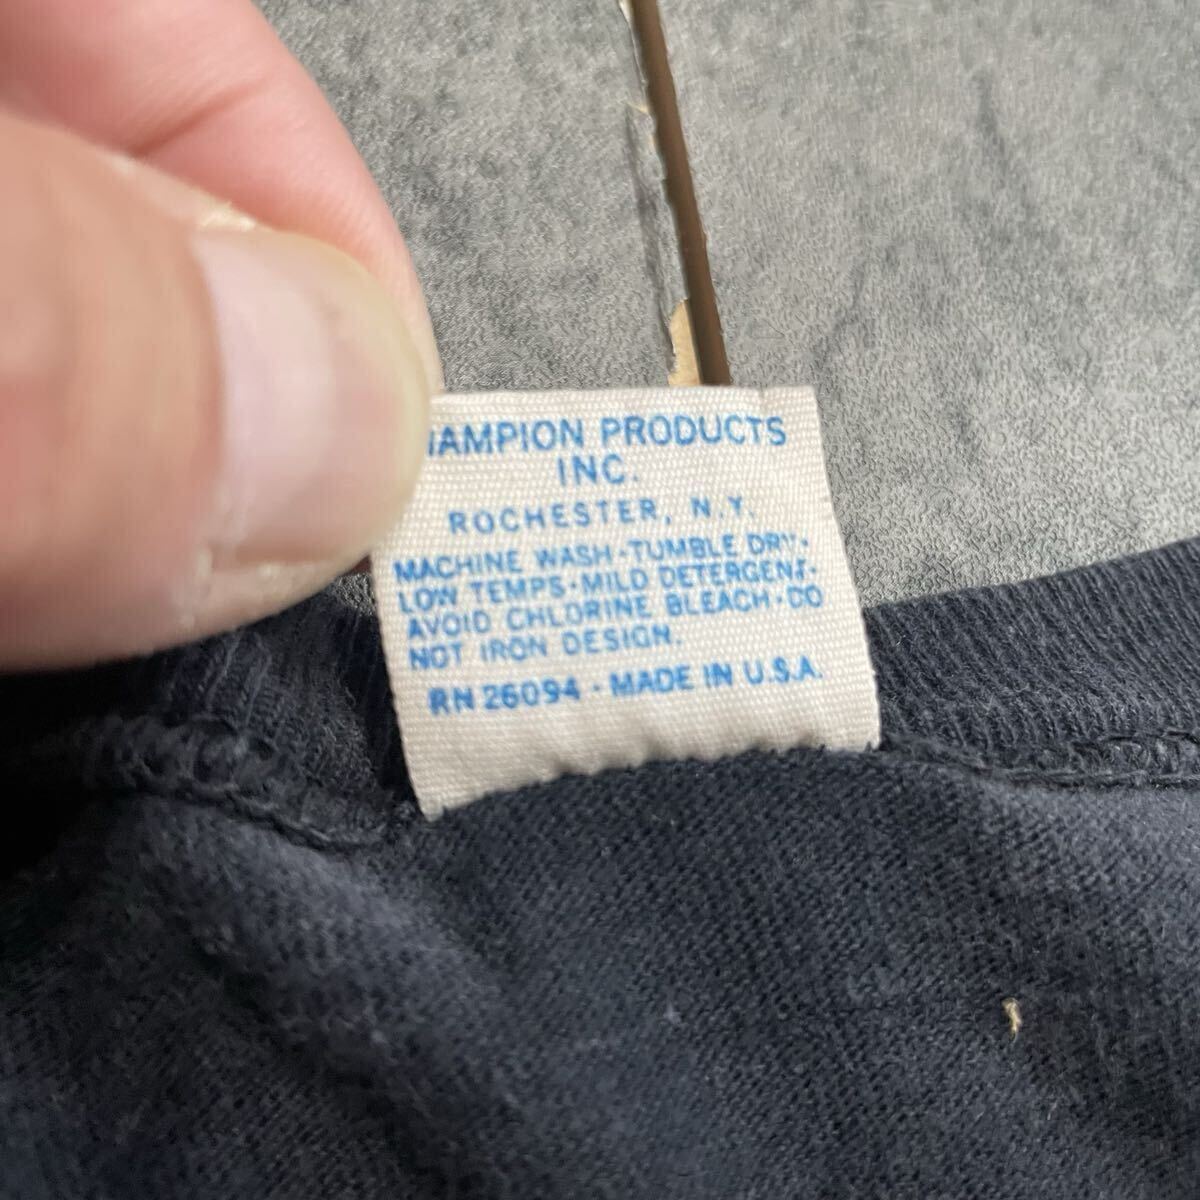 HAMPION PRODUCTS
INC.
ROCHESTER, N.Y.
MACHINE WASH·TUMBLE DRY·
LOW TEMPS·MILD DETERGENT·
AVOID CHLORINE BLEACH·DO
NOT IRON DESIGN.
RN 26094 · MADE IN U.S.A.